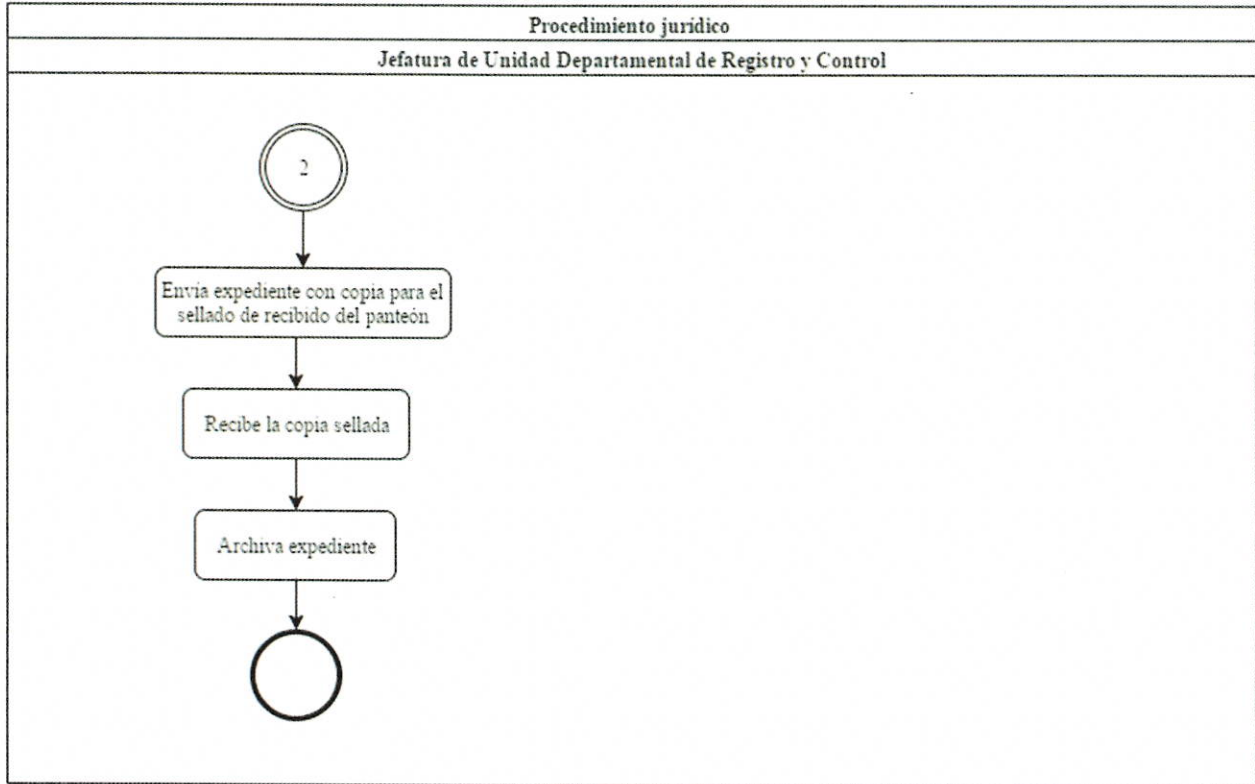 Procedimiento jurídico
Jefatura de Unidad Departamental de Registro y Control
2
Envía expediente con copia para el
sellado de recibido del panteón
Recibe la copia sellada
Archiva expediente